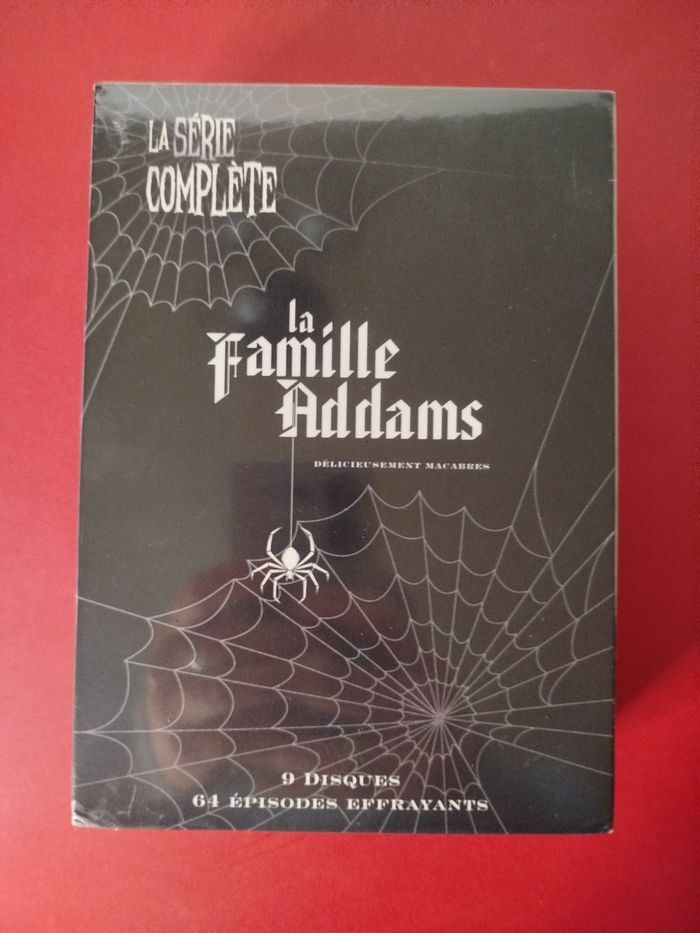 La Série
Complète
la
Famille
Addams
Délicieusement Macabres
9 Disques
64 Épisodes Effrayants